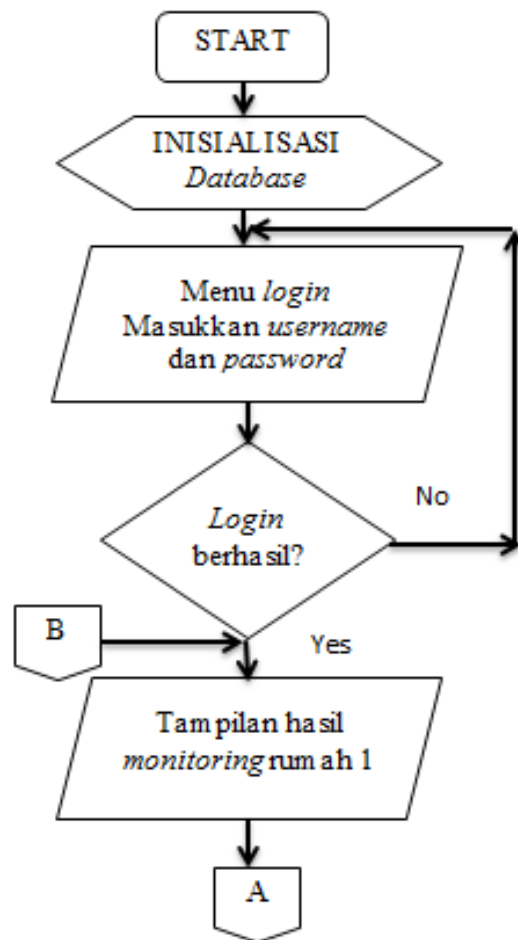 START
INISIALISASI
Database
Menu login
Masukkan username
dan password
No
Login
berhasil?
B
Yes
Tampilan hasil
monitoring rumah 1
A